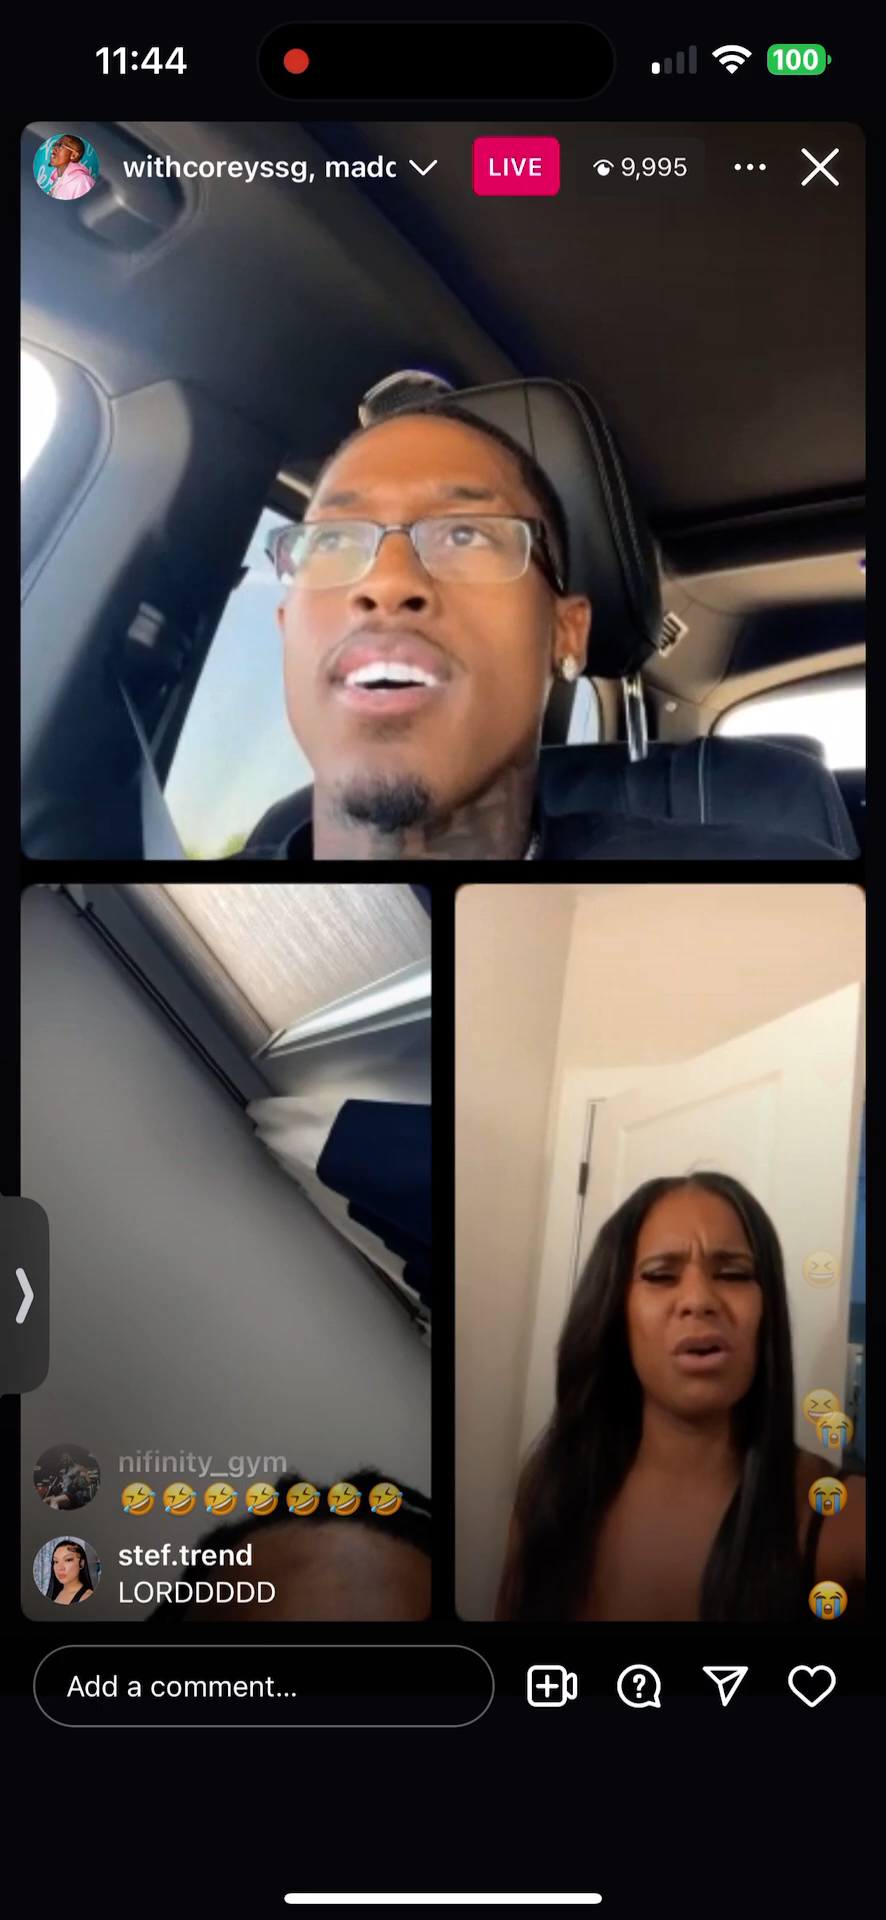 11:44
100
withcoreyssg, madc
LIVE
9,995
nifinity_gym
🤣🤣🤣🤣🤣🤣🤣
stef.trend
LORDDDDD
Add a comment...